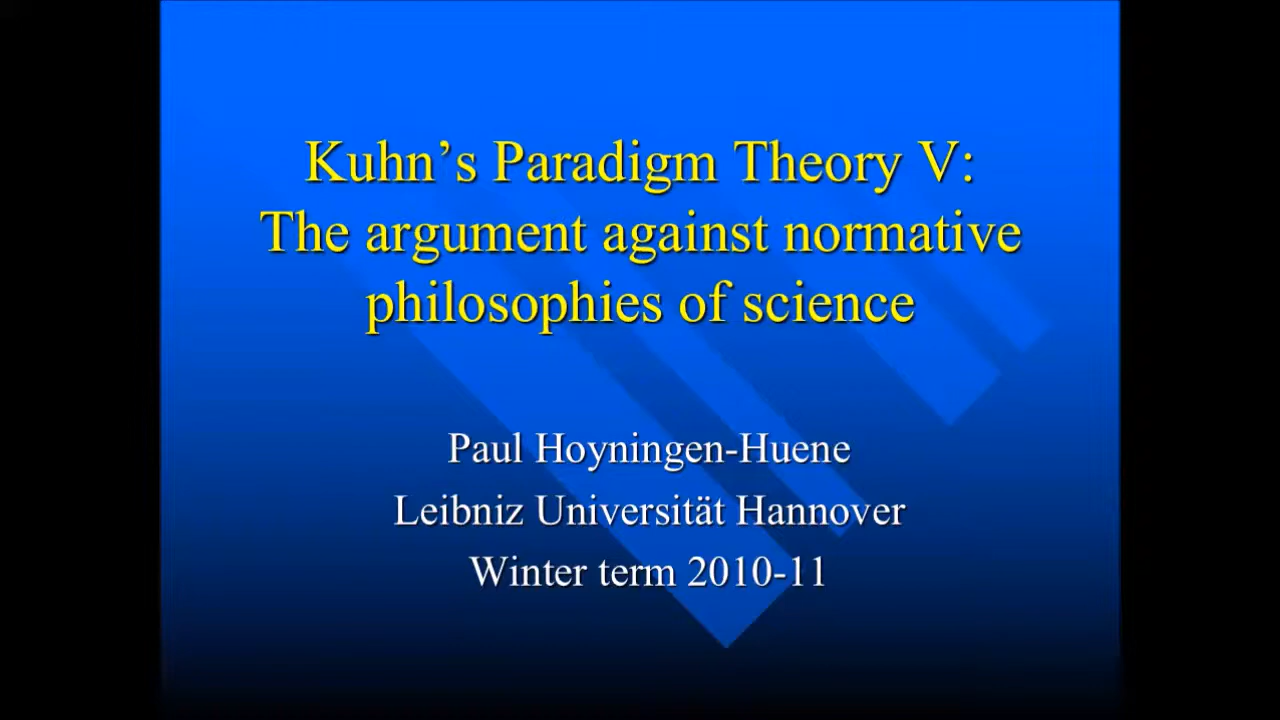 Kuhn’s Paradigm Theory V:
The argument against normative
philosophies of science
Paul Hoyningen-Huene
Leibniz Universität Hannover
Winter term 2010-11